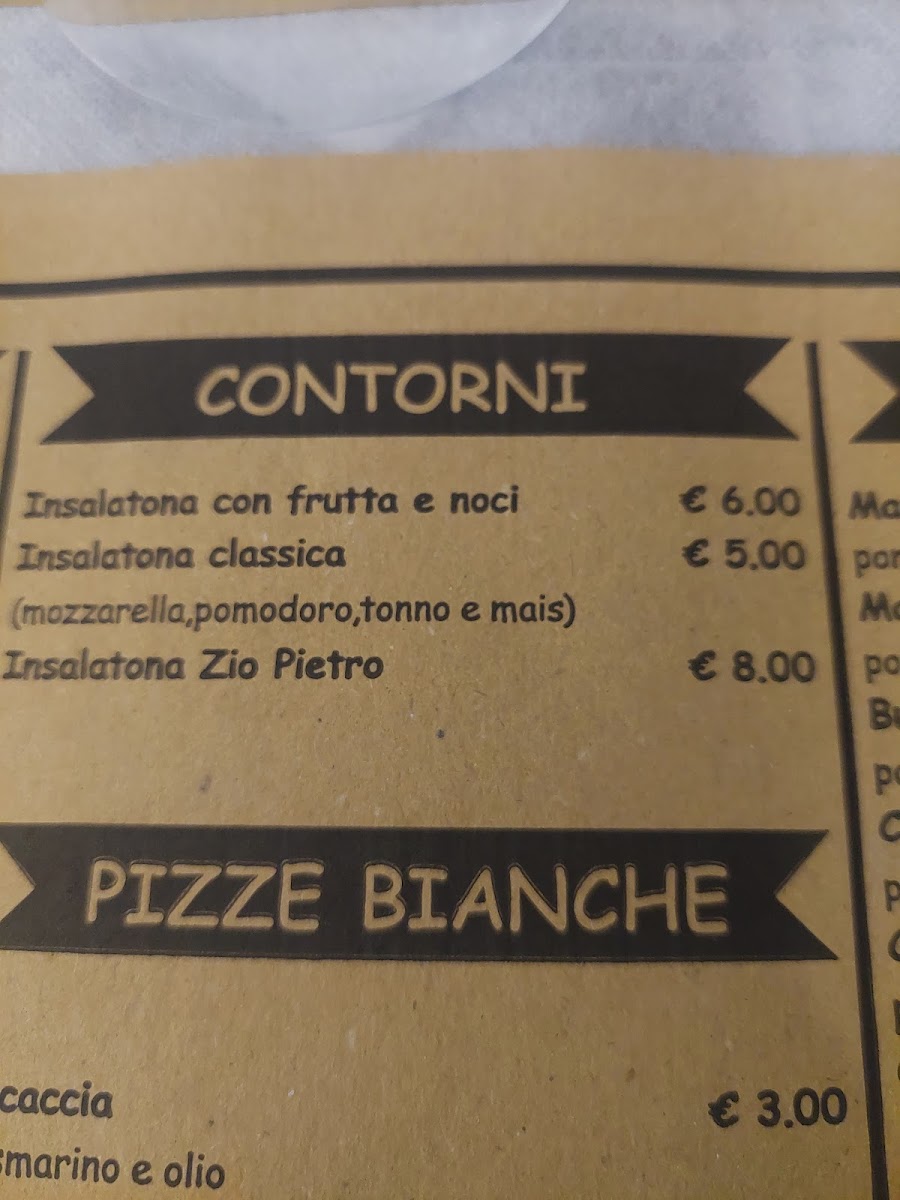 CONTORNI
Insalatona con frutta e noci € 6.00
Insalatona classica € 5.00
(mozzarella,pomodoro,tonno e mais)
Insalatona Zio Pietro € 8.00
PIZZE BIANCHE
caccia € 3.00
smarino e olio